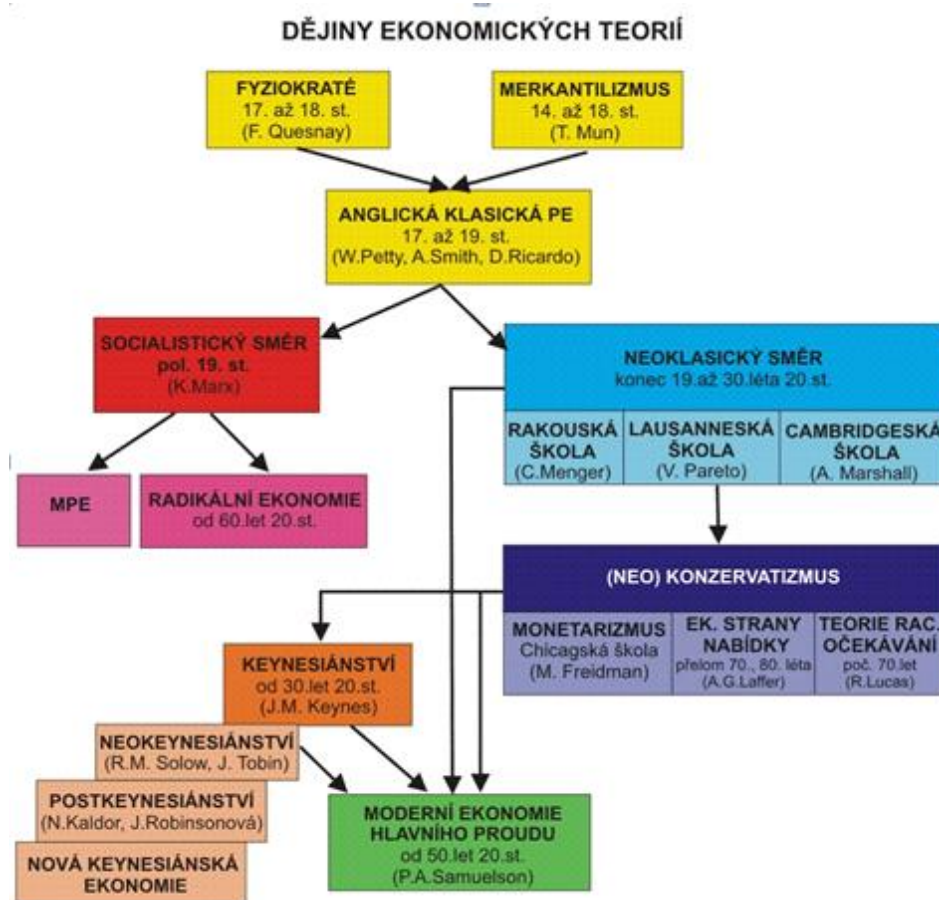 DĚJINY EKONOMICKÝCH TEORIÍ
FYZIOKRATÉ
17. až 18. st.
(F. Quesnay)
MERKANTILIZMUS
14. až 18. st.
(T. Mun)
ANGLICKÁ KLASICKÁ PE
17. až 19. st.
(W.Petty, A.Smith, D.Ricardo)
SOCIALISTICKÝ SMĚR
pol. 19. st.
(K.Marx)
NEOKLASICKÝ SMĚR
konec 19.až 30.léta 20.st.
RAKOUSKÁ
ŠKOLA
(C.Menger)
LAUSANNESKÁ
ŠKOLA
(V. Pareto)
CAMBRIDGESKÁ
ŠKOLA
(A. Marshall)
MPE
RADIKÁLNÍ EKONOMIE
od 60.let 20.st.
(NEO) KONZERVATIZMUS
MONETARIZMUS
Chicagská škola
(M. Freidman)
EK. STRANY
NABÍDKY
přelom 70., 80. léta
(A.G.Laffer)
TEORIE RAC.
OČEKÁVÁNÍ
poč. 70.let
(R.Lucas)
KEYNESIÁNSTVÍ
od 30.let 20.st.
(J.M. Keynes)
NEOKEYNESIÁNSTVÍ
(R.M. Solow, J. Tobin)
POSTKEYNESIÁNSTVÍ
(N.Kaldor, J.Robinsonová)
NOVÁ KEYNESIÁNSKÁ
EKONOMIE
MODERNÍ EKONOMIE
HLAVNÍHO PROUDU
od 50.let 20.st.
(P.A.Samuelson)